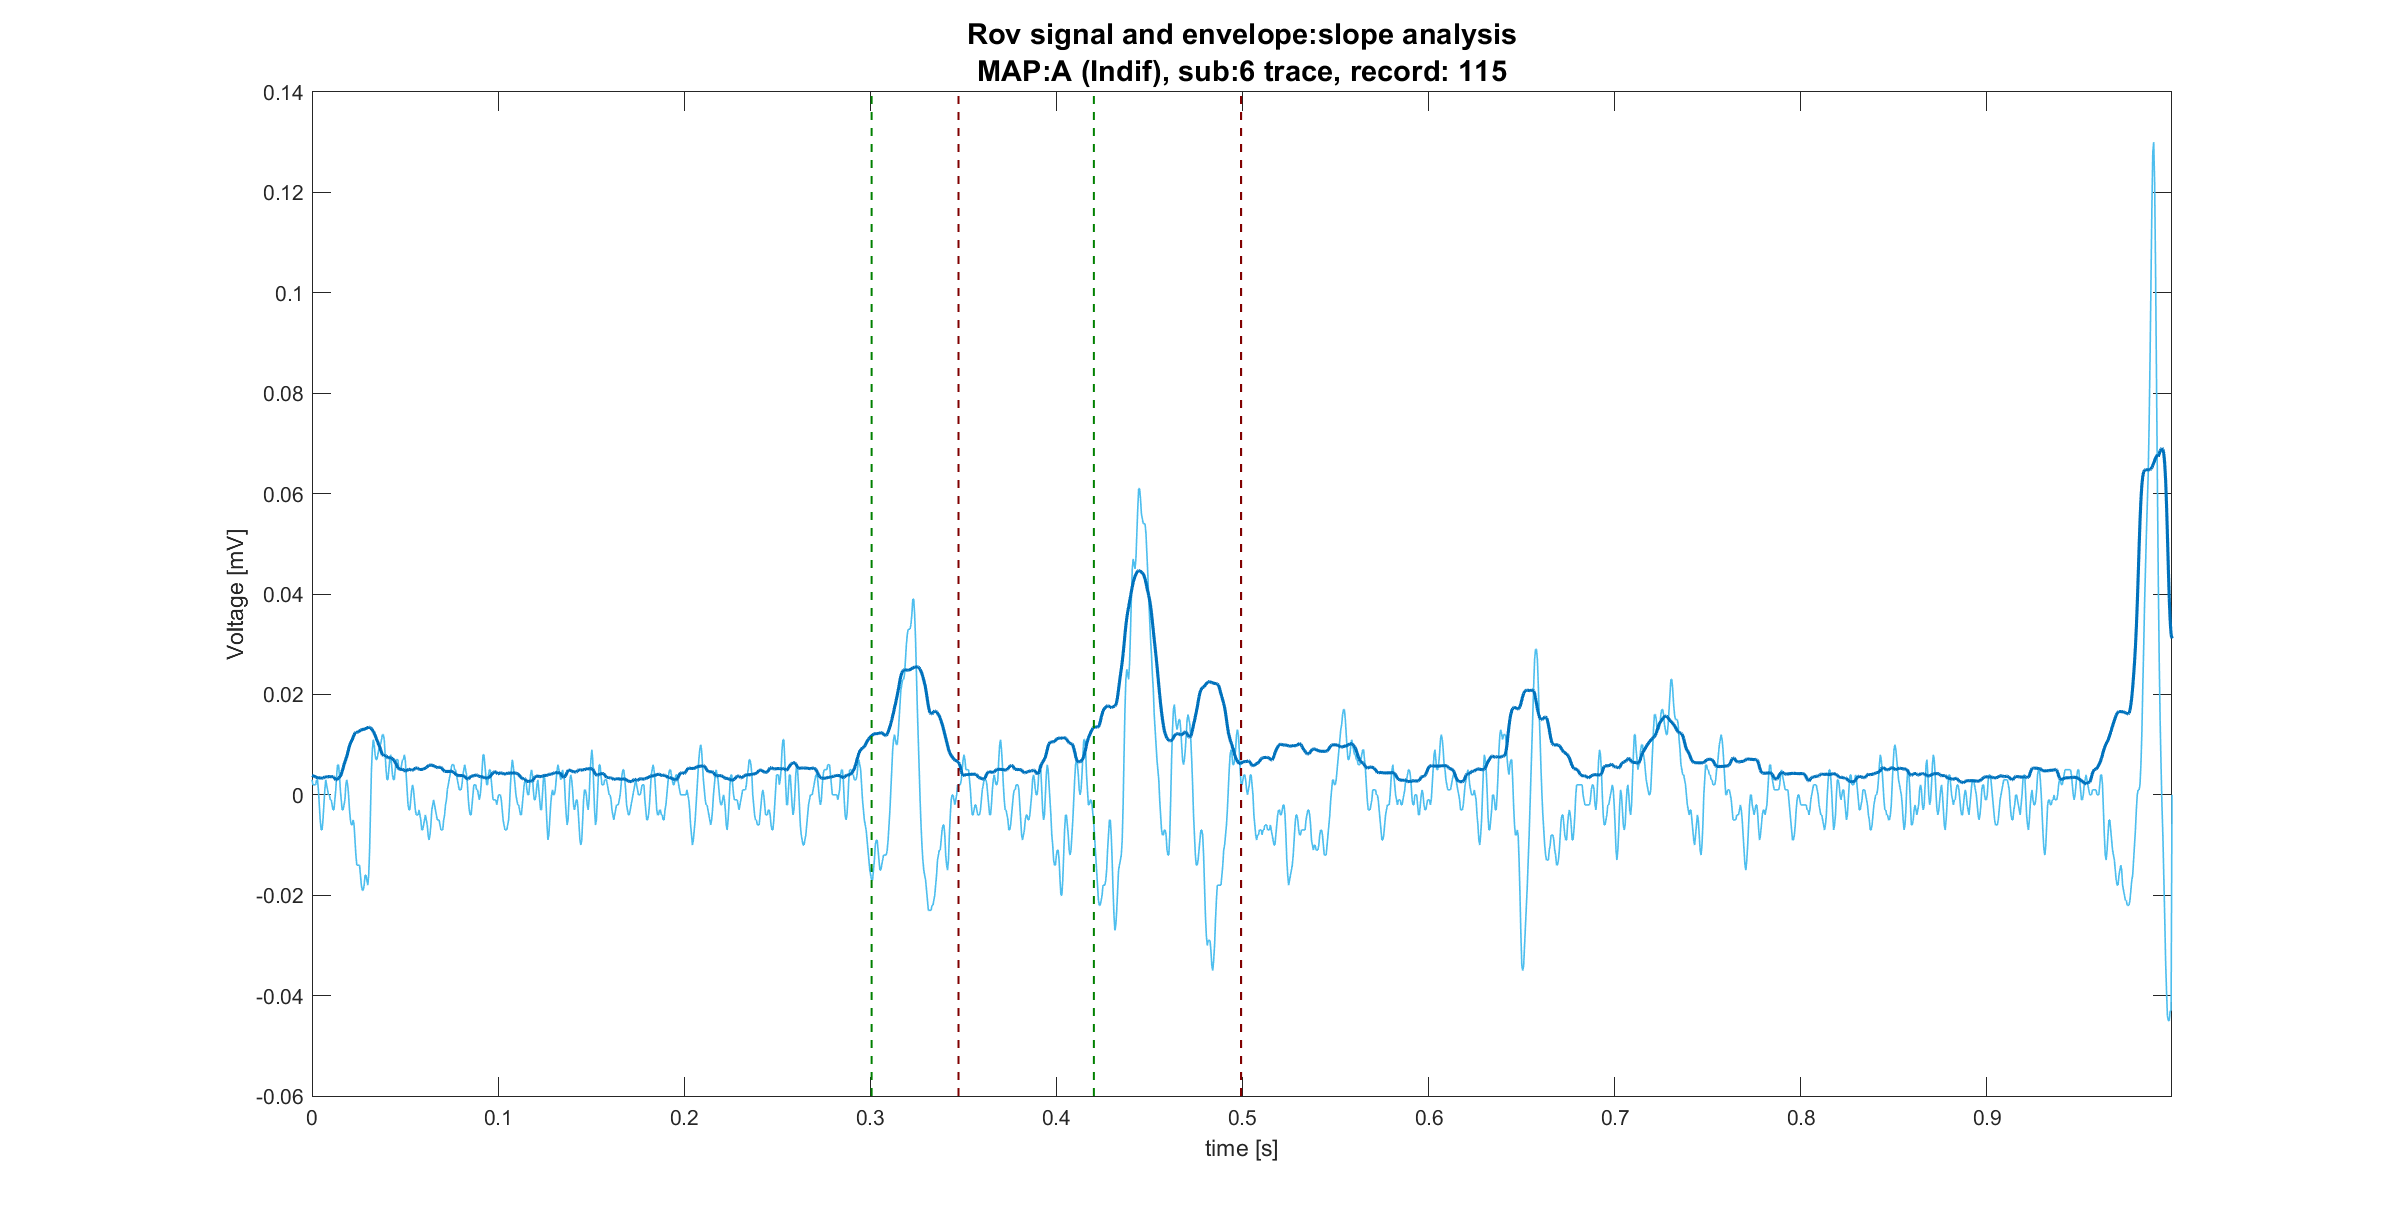 Rov signal and envelope:slope analysis
MAP:A (Indif), sub:6 trace, record: 115
0.14
0.12
0.1
0.08
0.06
0.04
0.02
0
-0.02
-0.04
-0.06
Voltage [mV]
0 0.1 0.2 0.3 0.4 0.5 0.6 0.7 0.8 0.9
time [s]